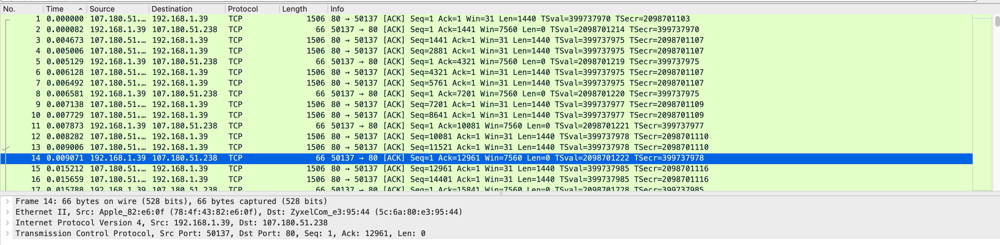 No. Time Source Destination Protocol Length Info
1 0.000000 107.180.51.… 192.168.1.39 TCP 1506 80 → 50137 [ACK] Seq=1 Ack=1 Win=31 Len=1440 TSval=399737970 TSecr=2098701103
2 0.000082 192.168.1.39 107.180.51.238 TCP 66 50137 → 80 [ACK] Seq=1 Ack=1441 Win=7560 Len=0 TSval=2098701214 TSecr=399737970
3 0.004673 107.180.51.… 192.168.1.39 TCP 1506 80 → 50137 [ACK] Seq=1441 Ack=1 Win=31 Len=1440 TSval=399737975 TSecr=2098701107
4 0.005006 107.180.51.… 192.168.1.39 TCP 1506 80 → 50137 [ACK] Seq=2881 Ack=1 Win=31 Len=1440 TSval=399737975 TSecr=2098701107
5 0.005129 192.168.1.39 107.180.51.238 TCP 66 50137 → 80 [ACK] Seq=1 Ack=4321 Win=7560 Len=0 TSval=2098701219 TSecr=399737975
6 0.006128 107.180.51.… 192.168.1.39 TCP 1506 80 → 50137 [ACK] Seq=4321 Ack=1 Win=31 Len=1440 TSval=399737975 TSecr=2098701107
7 0.006492 107.180.51.… 192.168.1.39 TCP 1506 80 → 50137 [ACK] Seq=5761 Ack=1 Win=31 Len=1440 TSval=399737975 TSecr=2098701107
8 0.006581 192.168.1.39 107.180.51.238 TCP 66 50137 → 80 [ACK] Seq=1 Ack=7201 Win=7560 Len=0 TSval=2098701220 TSecr=399737975
9 0.007138 107.180.51.… 192.168.1.39 TCP 1506 80 → 50137 [ACK] Seq=7201 Ack=1 Win=31 Len=1440 TSval=399737977 TSecr=2098701109
10 0.007729 107.180.51.… 192.168.1.39 TCP 1506 80 → 50137 [ACK] Seq=8641 Ack=1 Win=31 Len=1440 TSval=399737977 TSecr=2098701109
11 0.007873 192.168.1.39 107.180.51.238 TCP 66 50137 → 80 [ACK] Seq=1 Ack=10081 Win=7560 Len=0 TSval=2098701221 TSecr=399737977
12 0.008282 107.180.51.… 192.168.1.39 TCP 1506 80 → 50137 [ACK] Seq=10081 Ack=1 Win=31 Len=1440 TSval=399737978 TSecr=2098701110
13 0.009006 107.180.51.… 192.168.1.39 TCP 1506 80 → 50137 [ACK] Seq=11521 Ack=1 Win=31 Len=1440 TSval=399737978 TSecr=2098701110
14 0.009071 192.168.1.39 107.180.51.238 TCP 66 50137 → 80 [ACK] Seq=1 Ack=12961 Win=7560 Len=0 TSval=2098701222 TSecr=399737978
15 0.015212 107.180.51.… 192.168.1.39 TCP 1506 80 → 50137 [ACK] Seq=12961 Ack=1 Win=31 Len=1440 TSval=399737985 TSecr=2098701116
16 0.015659 107.180.51.… 192.168.1.39 TCP 1506 80 → 50137 [ACK] Seq=14401 Ack=1 Win=31 Len=1440 TSval=399737985 TSecr=2098701116
17 0.015788 192.168.1.39 107.180.51.238 TCP 66 50137 → 80 [ACK] Seq=1 Ack=15841 Win=7560 Len=0 TSval=2098701228 TSecr=399737985
Frame 14: 66 bytes on wire (528 bits), 66 bytes captured (528 bits)
Ethernet II, Src: Apple_82:e6:0f (78:4f:43:82:e6:0f), Dst: ZyxelCom_e3:95:44 (5c:6a:80:e3:95:44)
Internet Protocol Version 4, Src: 192.168.1.39, Dst: 107.180.51.238
Transmission Control Protocol, Src Port: 50137, Dst Port: 80, Seq: 1, Ack: 12961, Len: 0